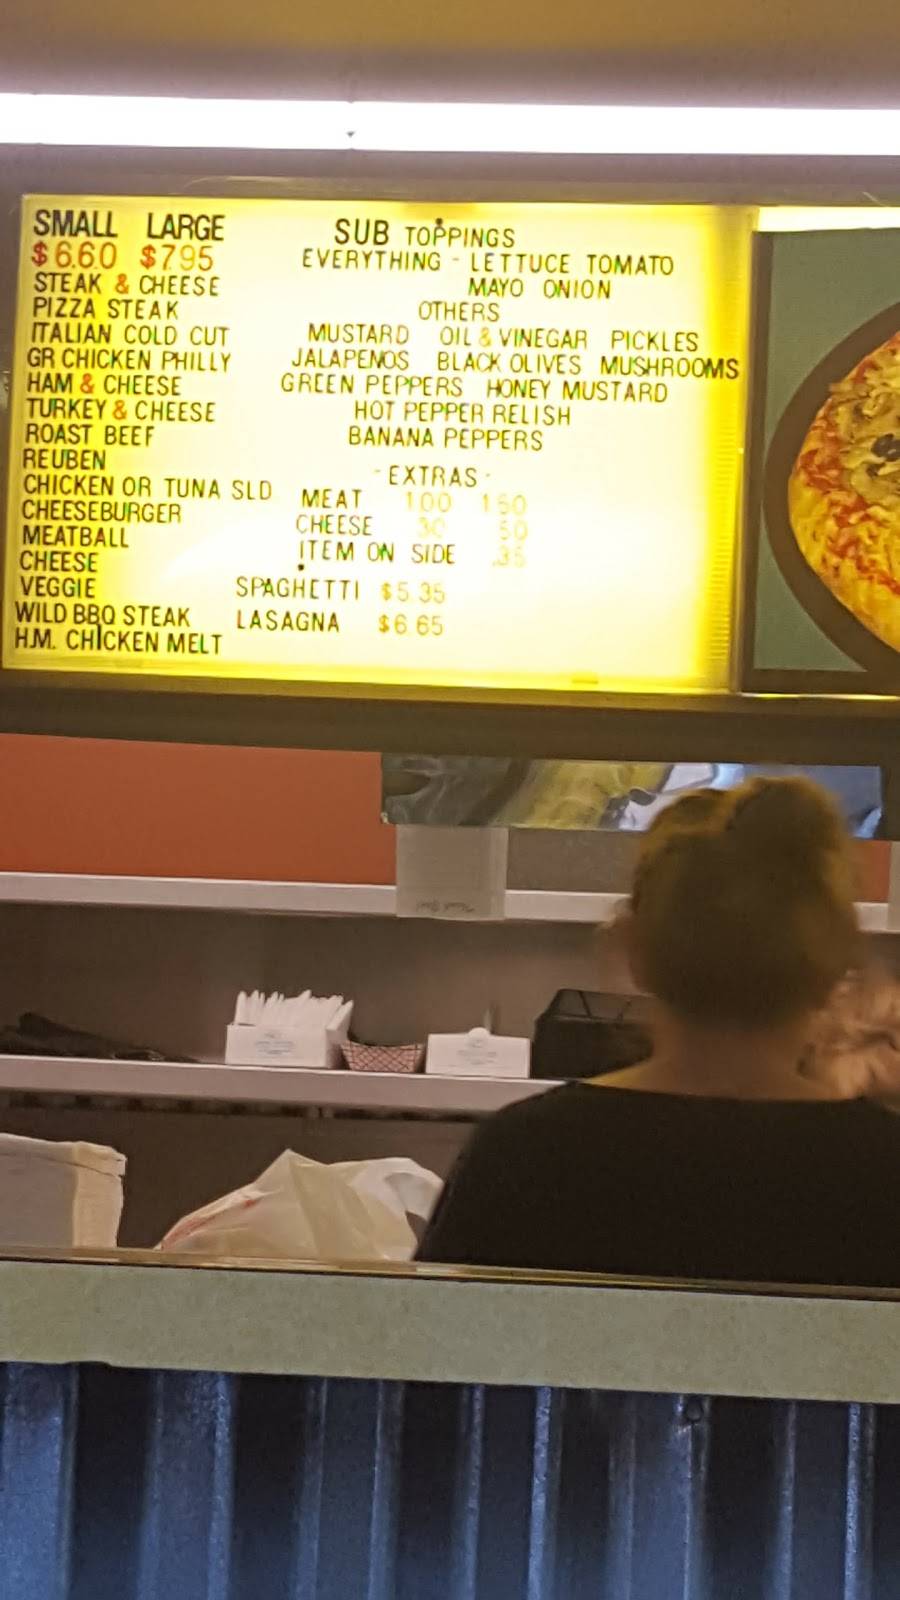 SMALL LARGE
$6.60 $7.95
STEAK & CHEESE
PIZZA STEAK
ITALIAN COLD CUT
GR CHICKEN PHILLY
HAM & CHEESE
TURKEY & CHEESE
ROAST BEEF
REUBEN
CHICKEN OR TUNA SLD
CHEESEBURGER
MEATBALL
CHEESE
VEGGIE
WILD BBQ STEAK
H.M. CHICKEN MELT
SUB TOPPINGS
EVERYTHING - LETTUCE TOMATO
MAYO ONION
OTHERS
MUSTARD OIL & VINEGAR PICKLES
JALAPENOS BLACK OLIVES MUSHROOMS
GREEN PEPPERS HONEY MUSTARD
HOT PEPPER RELISH
BANANA PEPPERS
- EXTRAS -
MEAT 1.00 1.50
CHEESE .30 .50
ITEM ON SIDE .35
SPAGHETTI $5.35
LASAGNA $6.65